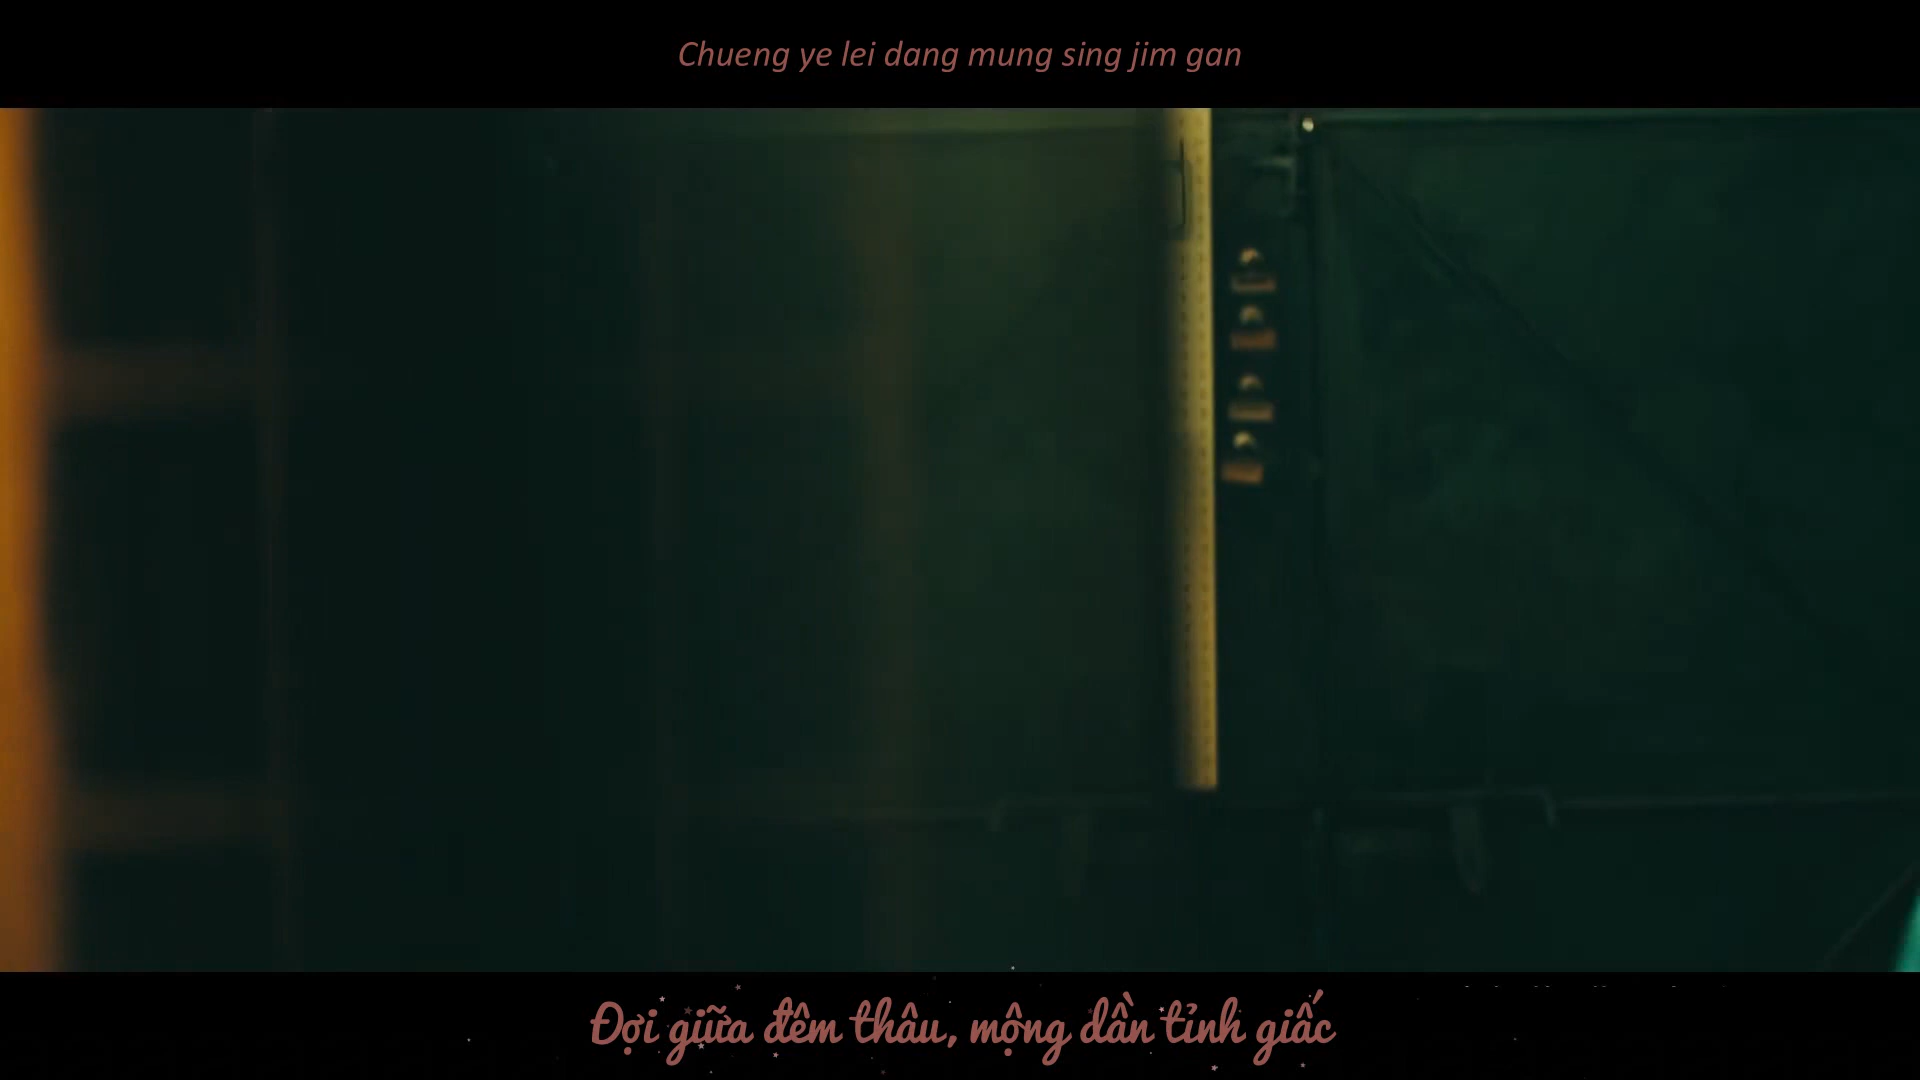 Chueng ye lei dang mung sing jim gan
Đợi giữa đêm thâu, mộng dần tỉnh giấc